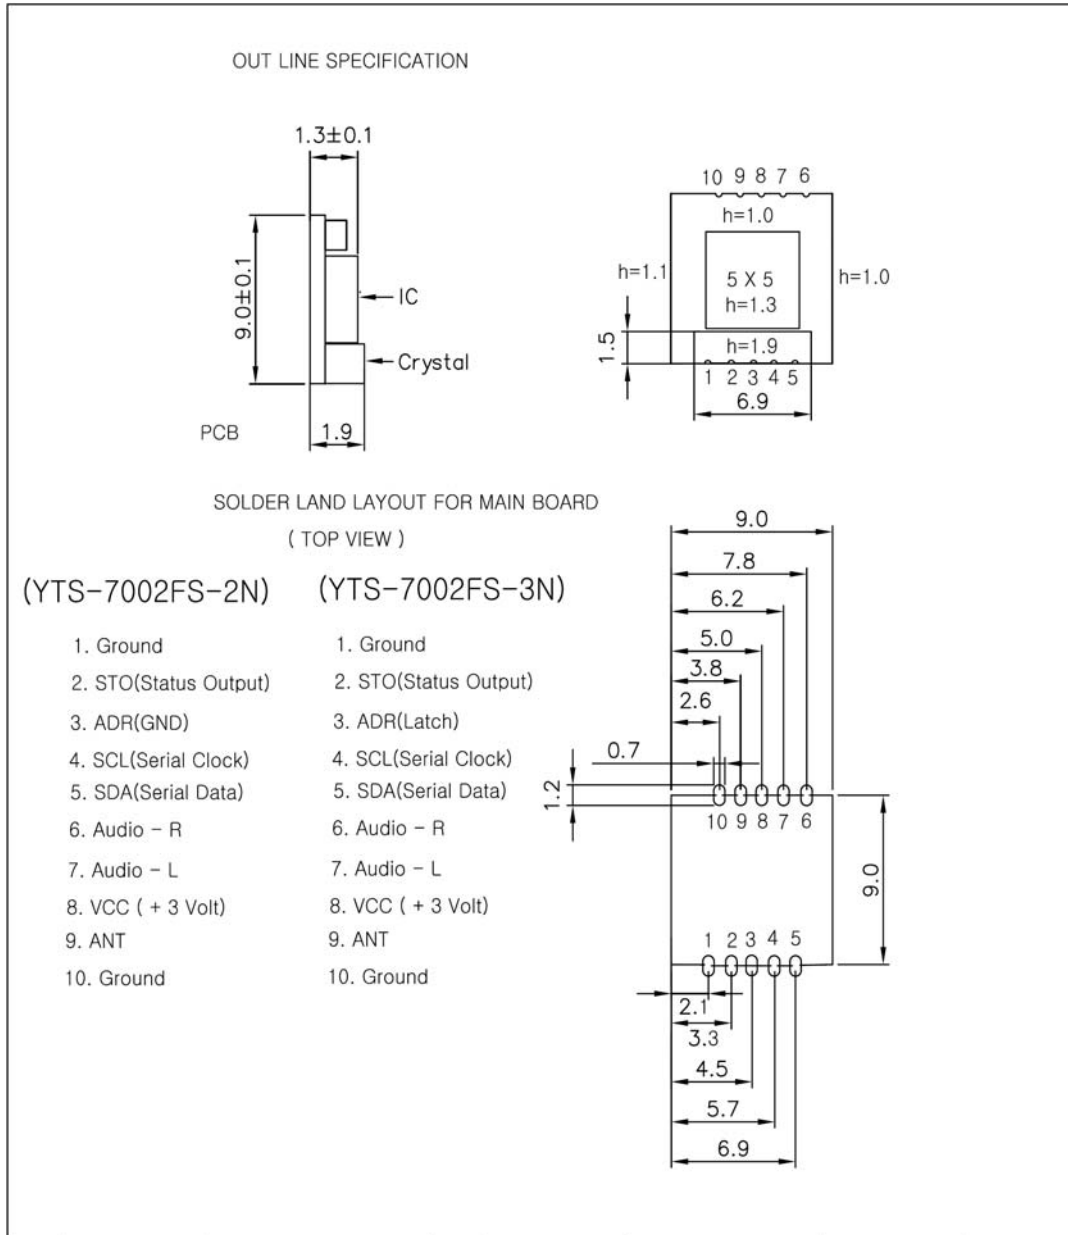 OUT LINE SPECIFICATION
1.3±0.1
9.0±0.1
IC
Crystal
PCB
1.9
10 9 8 7 6
h=1.0
h=1.1
5 X 5
h=1.3
h=1.0
1.5
h=1.9
1 2 3 4 5
6.9
SOLDER LAND LAYOUT FOR MAIN BOARD
( TOP VIEW )
(YTS-7002FS-2N)
1. Ground
2. STO(Status Output)
3. ADR(GND)
4. SCL(Serial Clock)
5. SDA(Serial Data)
6. Audio - R
7. Audio - L
8. VCC ( + 3 Volt)
9. ANT
10. Ground
(YTS-7002FS-3N)
1. Ground
2. STO(Status Output)
3. ADR(Latch)
4. SCL(Serial Clock)
5. SDA(Serial Data)
6. Audio - R
7. Audio - L
8. VCC ( + 3 Volt)
9. ANT
10. Ground
9.0
7.8
6.2
5.0
3.8
2.6
0.7
1.2
10 9 8 7 6
9.0
1 2 3 4 5
2.1
3.3
4.5
5.7
6.9